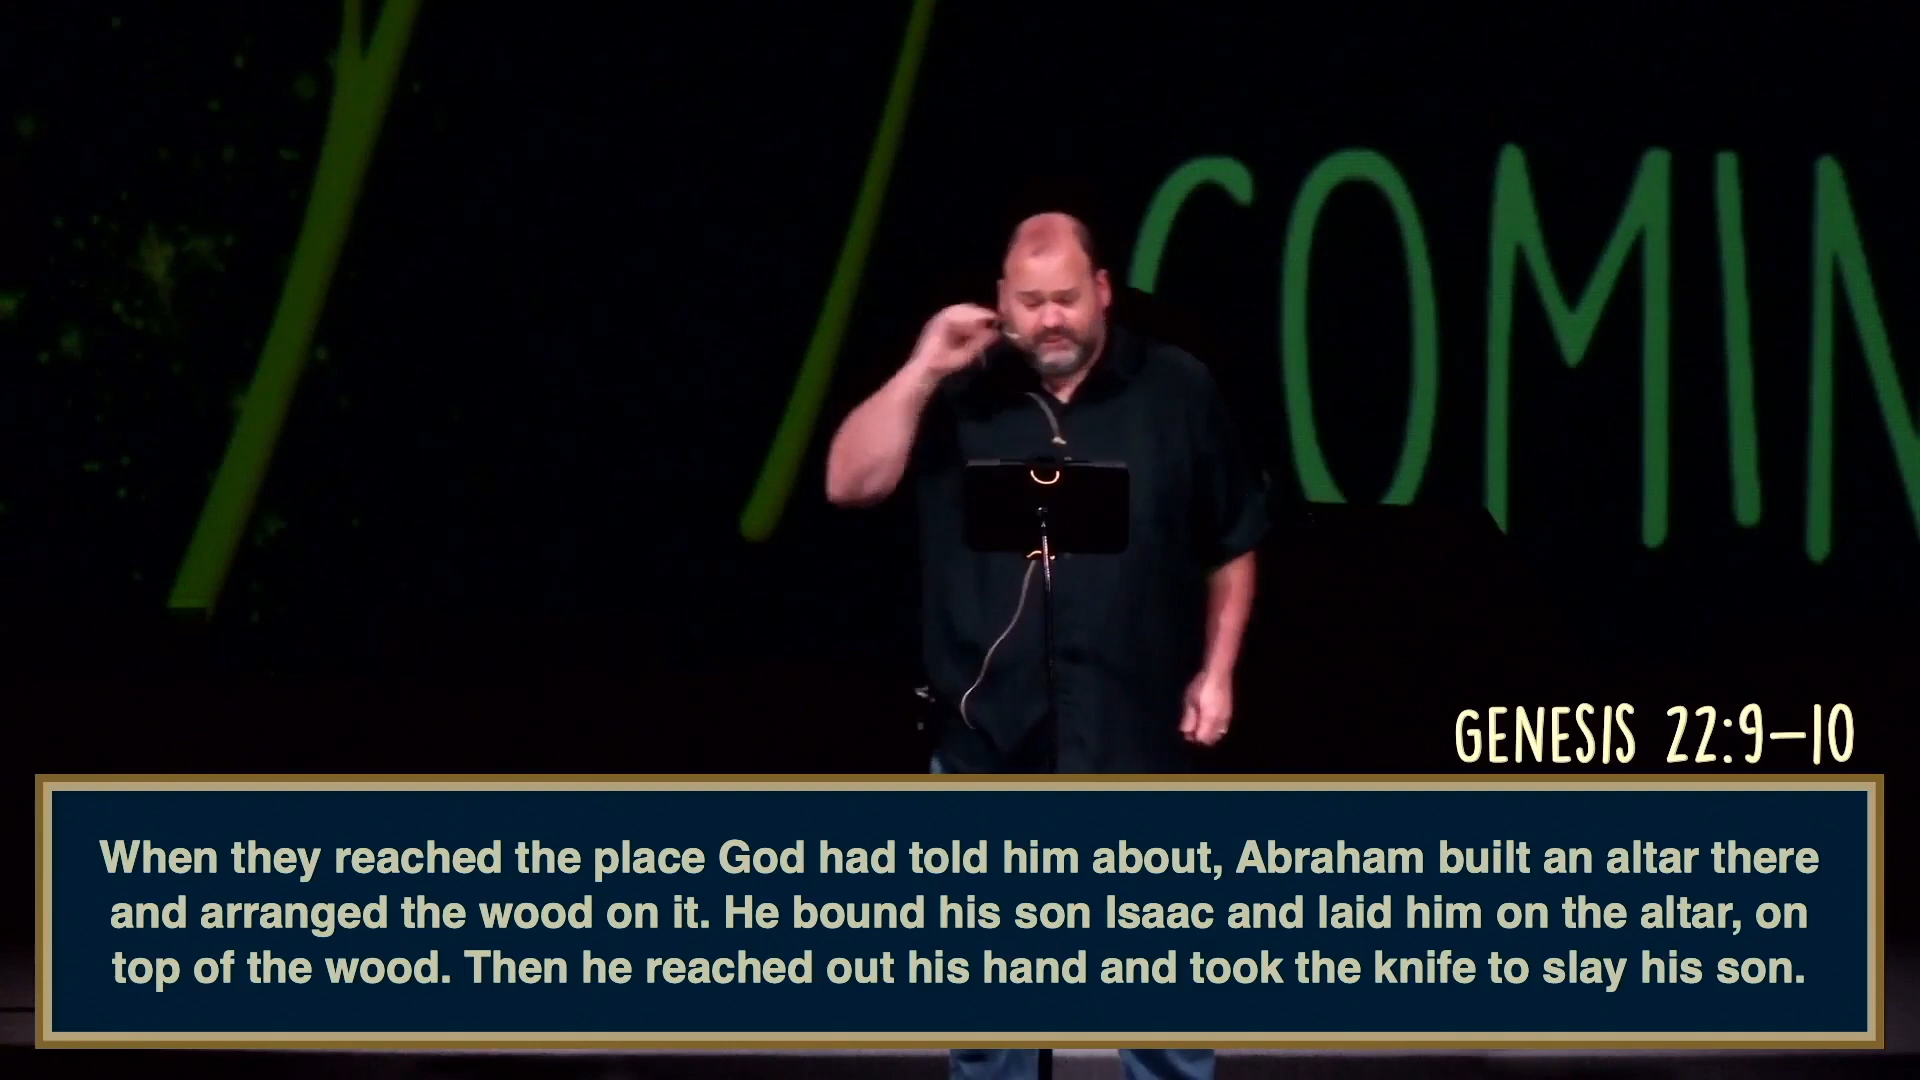 COMIN
GENESIS 22:9–10
When they reached the place God had told him about, Abraham built an altar there
and arranged the wood on it. He bound his son Isaac and laid him on the altar, on
top of the wood. Then he reached out his hand and took the knife to slay his son.